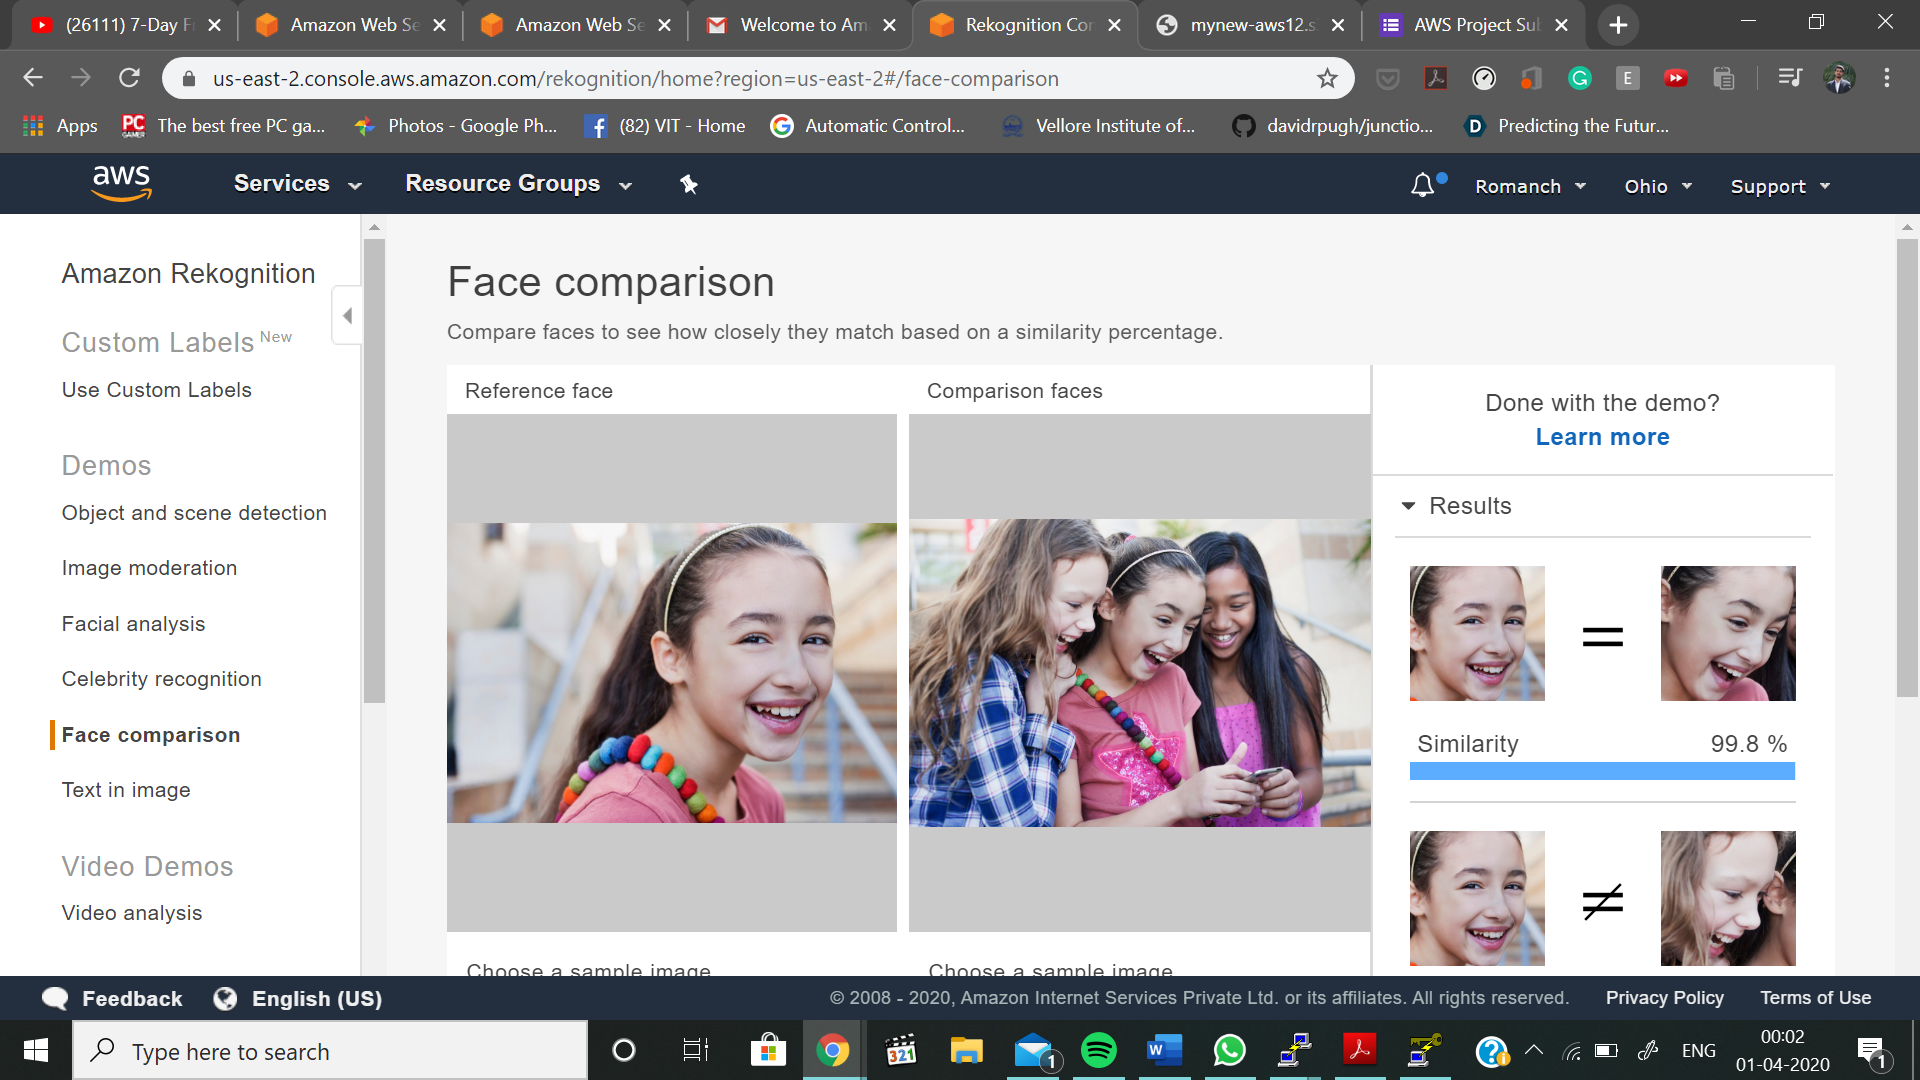 (26111) 7-Day F
Amazon Web Se
Amazon Web Se
Welcome to Am
Rekognition Con
mynew-aws12.s
AWS Project Sub
us-east-2.console.aws.amazon.com/rekognition/home?region=us-east-2#/face-comparison
Apps
PC GAMER
The best free PC ga...
Photos - Google Ph...
(82) VIT - Home
Automatic Control...
Vellore Institute of...
davidrpugh/junctio...
Predicting the Futur...
aws
Services
Resource Groups
Romanch
Ohio
Support
Amazon Rekognition
Custom Labels New
Use Custom Labels
Demos
Object and scene detection
Image moderation
Facial analysis
Celebrity recognition
Face comparison
Text in image
Video Demos
Video analysis
Face comparison
Compare faces to see how closely they match based on a similarity percentage.
Reference face
Comparison faces
Choose a sample image
Choose a sample image
Done with the demo?
Learn more
Results
=
Similarity 99.8 %
≠
Feedback
English (US)
© 2008 - 2020, Amazon Internet Services Private Ltd. or its affiliates. All rights reserved.
Privacy Policy
Terms of Use
Type here to search
321
1
W
ENG
00:02
01-04-2020
1